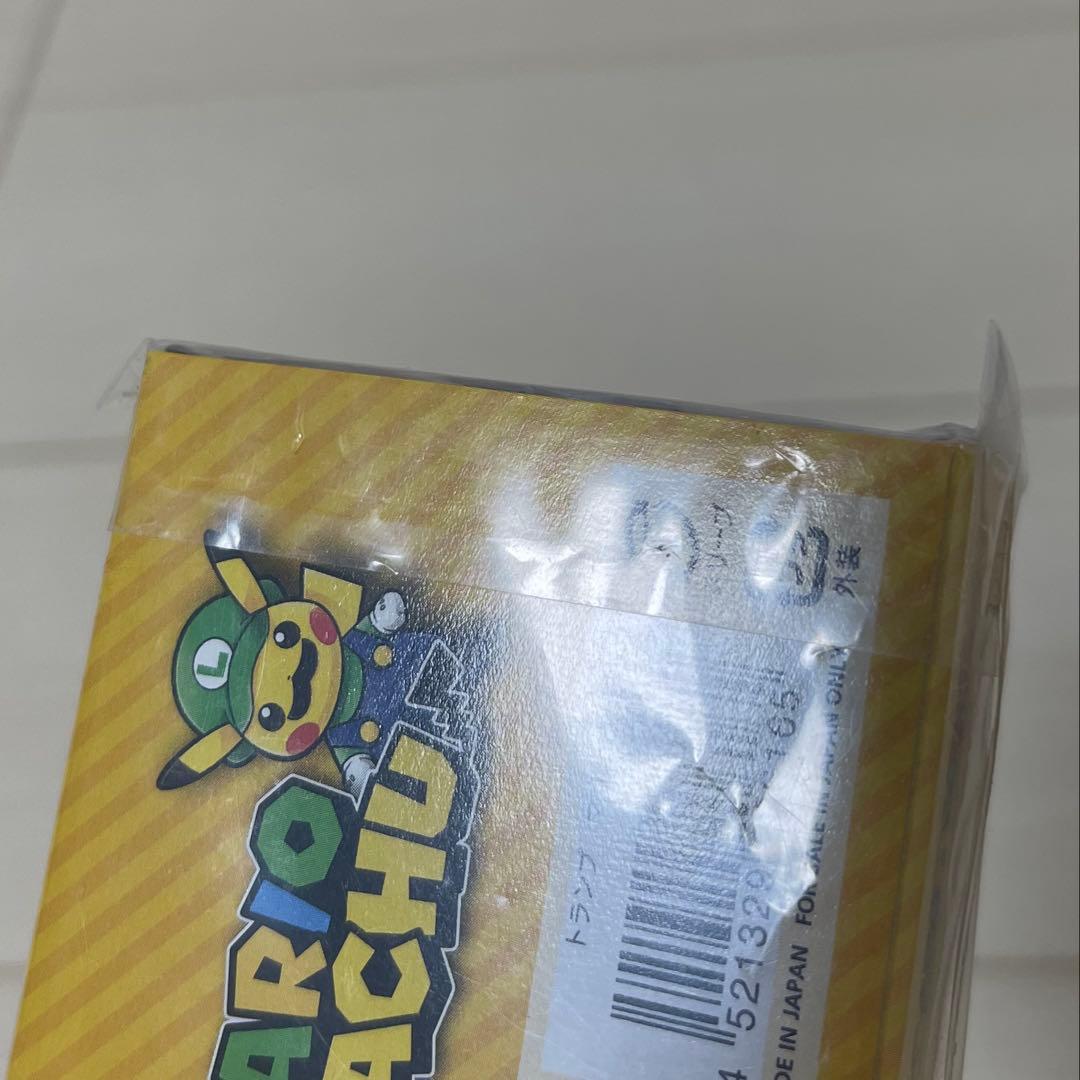 L
ARIO
ACHU
トランプ
外装
4 521329
DE IN JAPAN FOR SALE IN JAPAN ONLY